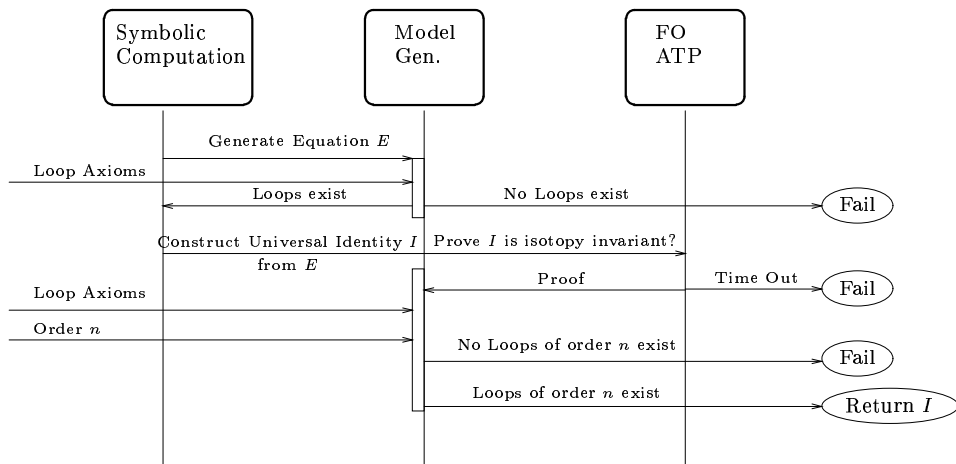 Symbolic
Computation
Model
Gen.
FO
ATP
Generate Equation E
Loop Axioms
Loops exist
No Loops exist
Fail
Construct Universal Identity I
from E
Prove I is isotopy invariant?
Proof
Time Out
Fail
Loop Axioms
Order n
No Loops of order n exist
Fail
Loops of order n exist
Return I